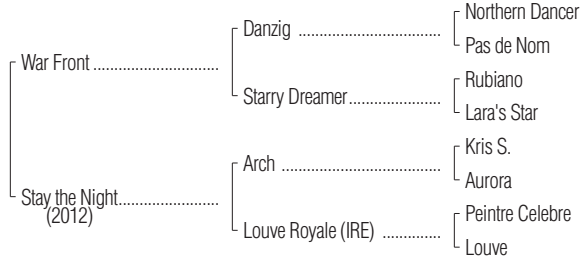 Northern Dancer
Danzig ..................................
Pas de Nom
War Front ..............................
Rubiano
Starry Dreamer......................
Lara's Star
Kris S.
Arch ......................................
Aurora
Stay the Night........................
(2012)
Peintre Celebre
Louve Royale (IRE) ..............
Louve